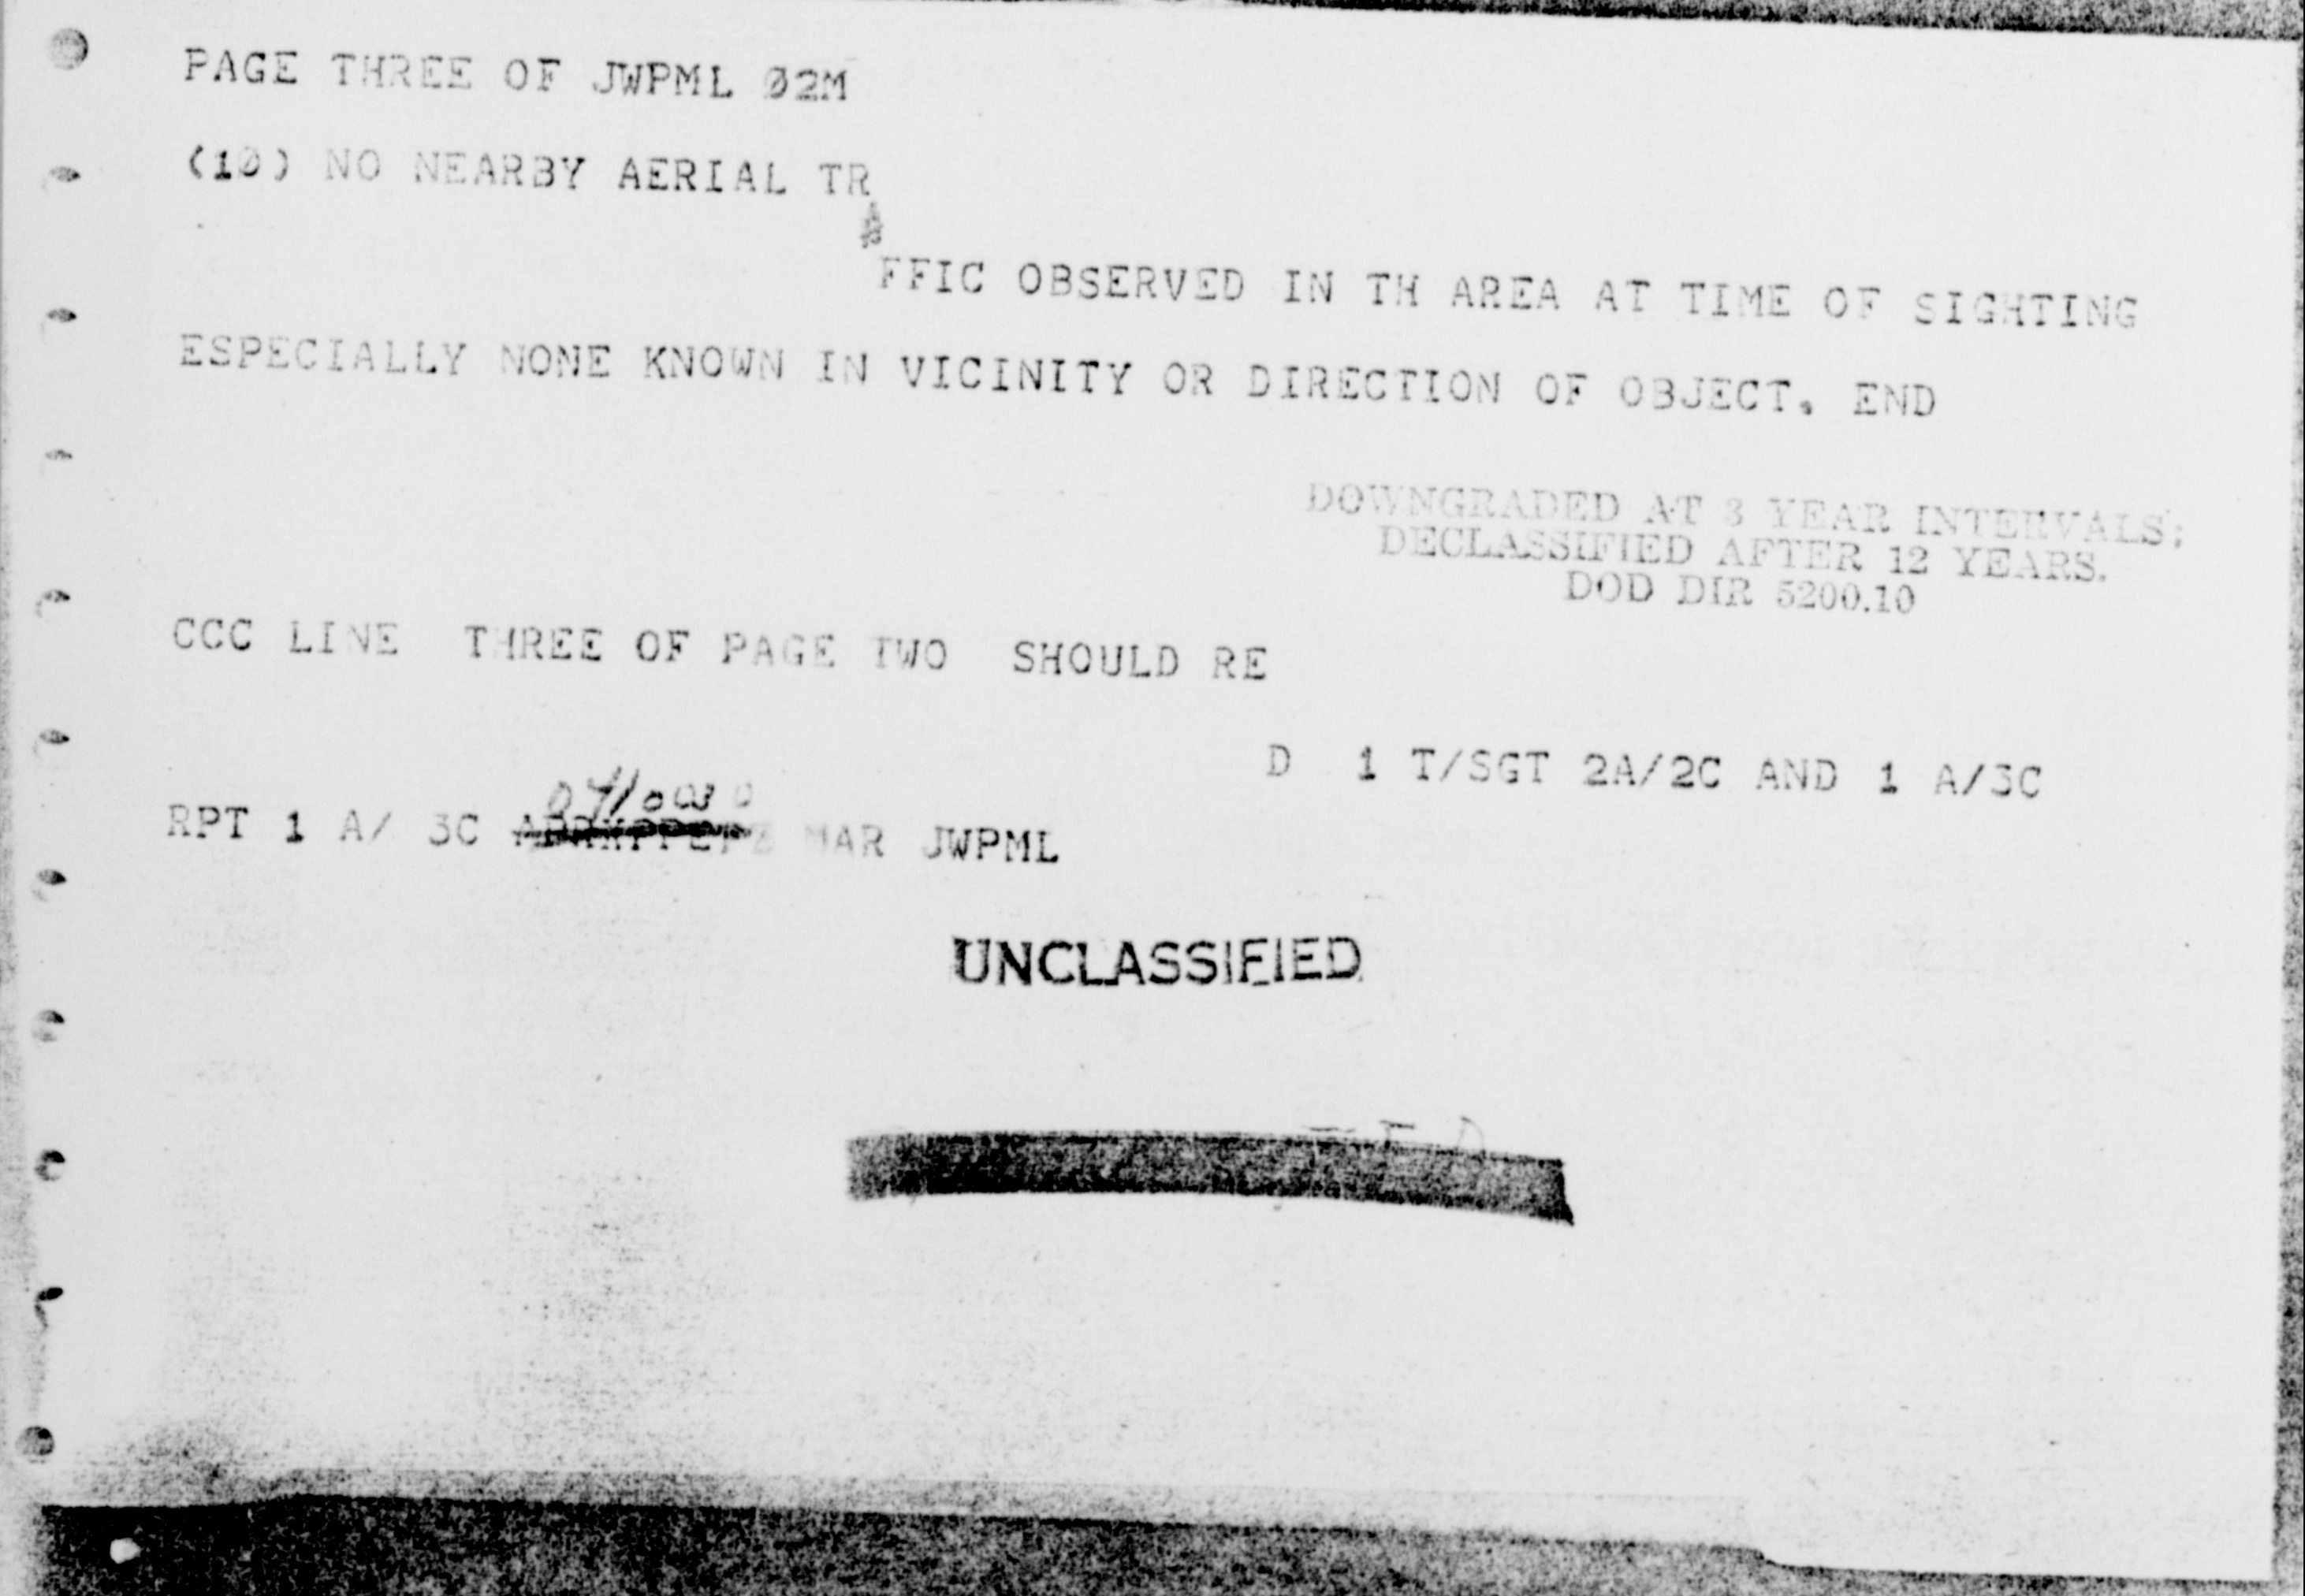 PAGE THREE OF JWPML Ø2M
(1Ø) NO NEARBY AERIAL TR
A
FFIC OBSERVED IN TH AREA AT TIME OF SIGHTING
ESPECIALLY NONE KNOWN IN VICINITY OR DIRECTION OF OBJECT. END
DOWNGRADED AT 3 YEAR INTERVALS;
DECLASSIFIED AFTER 12 YEARS.
DOD DIR 5200.10
CCC LINE THREE OF PAGE TWO SHOULD RE
D 1 T/SGT 2A/2C AND 1 A/3C
RPT 1 A/ 3C MAR JWPML
UNCLASSIFIED